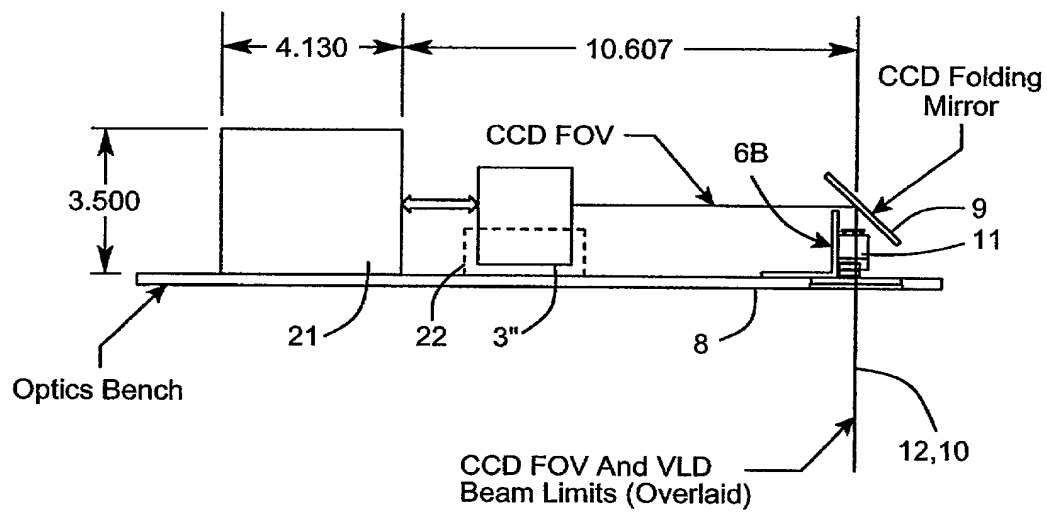 4.130
10.607
CCD Folding
Mirror
CCD FOV
6B
3.500
9
11
21
22
3"
8
Optics Bench
12,10
CCD FOV And VLD
Beam Limits (Overlaid)